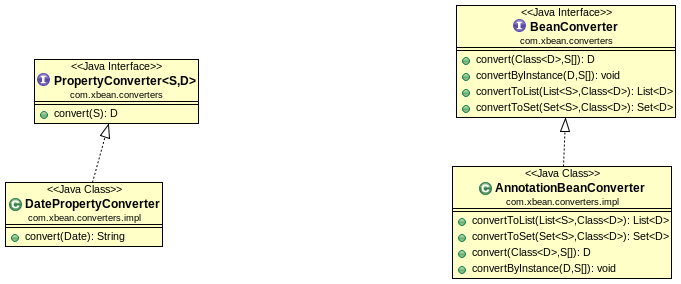 <<Java Interface>>
I PropertyConverter<S,D>
com.xbean.converters
convert(S): D
<<Java Class>>
C DatePropertyConverter
com.xbean.converters.impl
convert(Date): String
<<Java Interface>>
I BeanConverter
com.xbean.converters
convert(Class<D>,S[]): D
convertByInstance(D,S[]): void
convertToList(List<S>,Class<D>): List<D>
convertToSet(Set<S>,Class<D>): Set<D>
<<Java Class>>
C AnnotationBeanConverter
com.xbean.converters.impl
convertToList(List<S>,Class<D>): List<D>
convertToSet(Set<S>,Class<D>): Set<D>
convert(Class<D>,S[]): D
convertByInstance(D,S[]): void